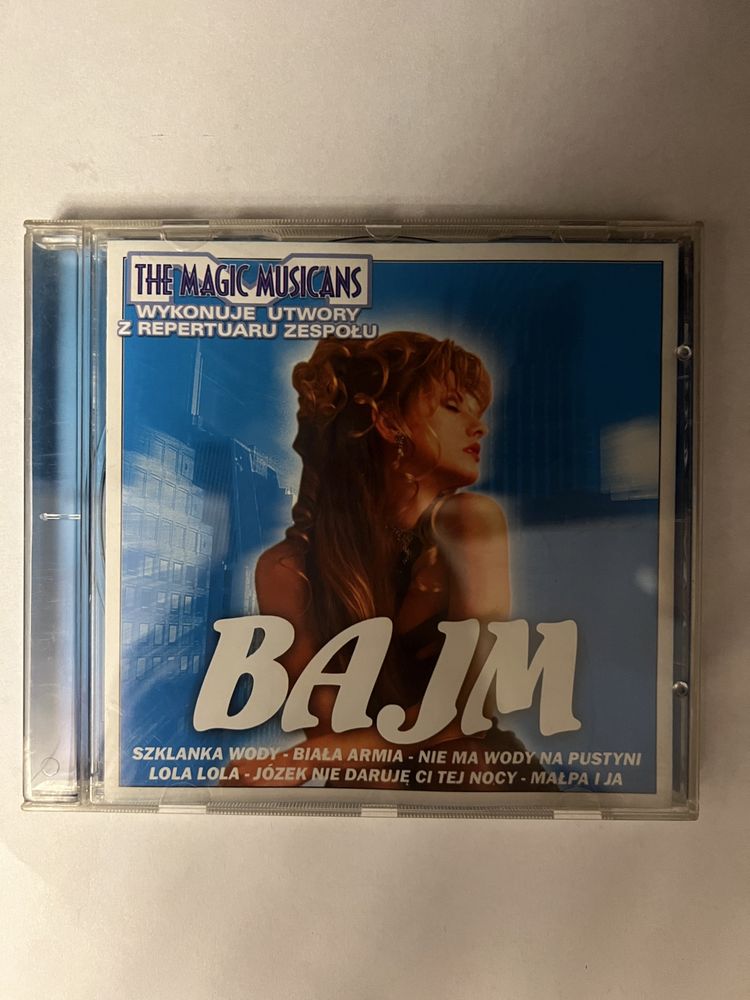 THE MAGIC MUSICANS
WYKONUJE UTWORY
Z REPERTUARU ZESPOŁU
BAJM
SZKLANKA WODY - BIAŁA ARMIA - NIE MA WODY NA PUSTYNI
LOLA LOLA - JÓZEK NIE DARUJĘ CI TEJ NOCY - MAŁPA I JA